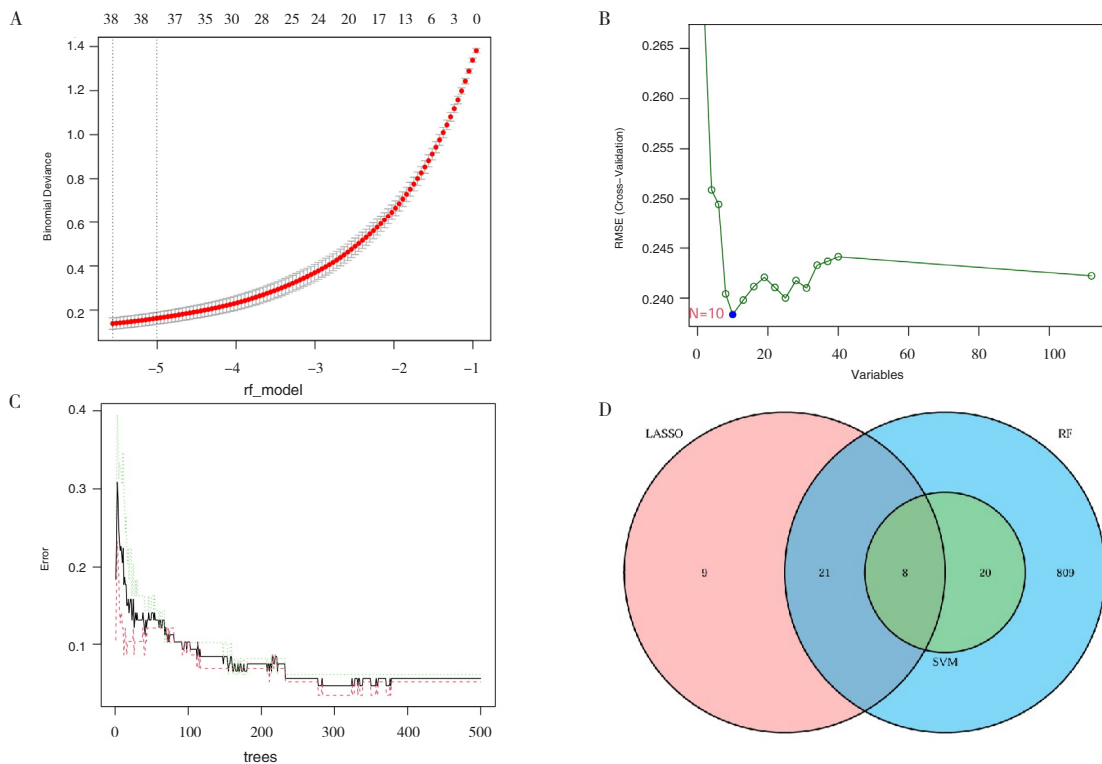 A
38 38 37 35 30 28 25 24 20 17 13 6 3 0
1.4
1.2
1.0
0.8
0.6
0.4
0.2
Binomial Deviance
−5 −4 −3 −2 −1
B
0.265
0.260
0.255
0.250
0.245
0.240
RMSE (Cross−Validation)
N=10
0 20 40 60 80 100
Variables
rf_model
C
0.4
0.3
0.2
0.1
Error
0 100 200 300 400 500
trees
D
LASSO
RF
9 21 8 20 809
SVM